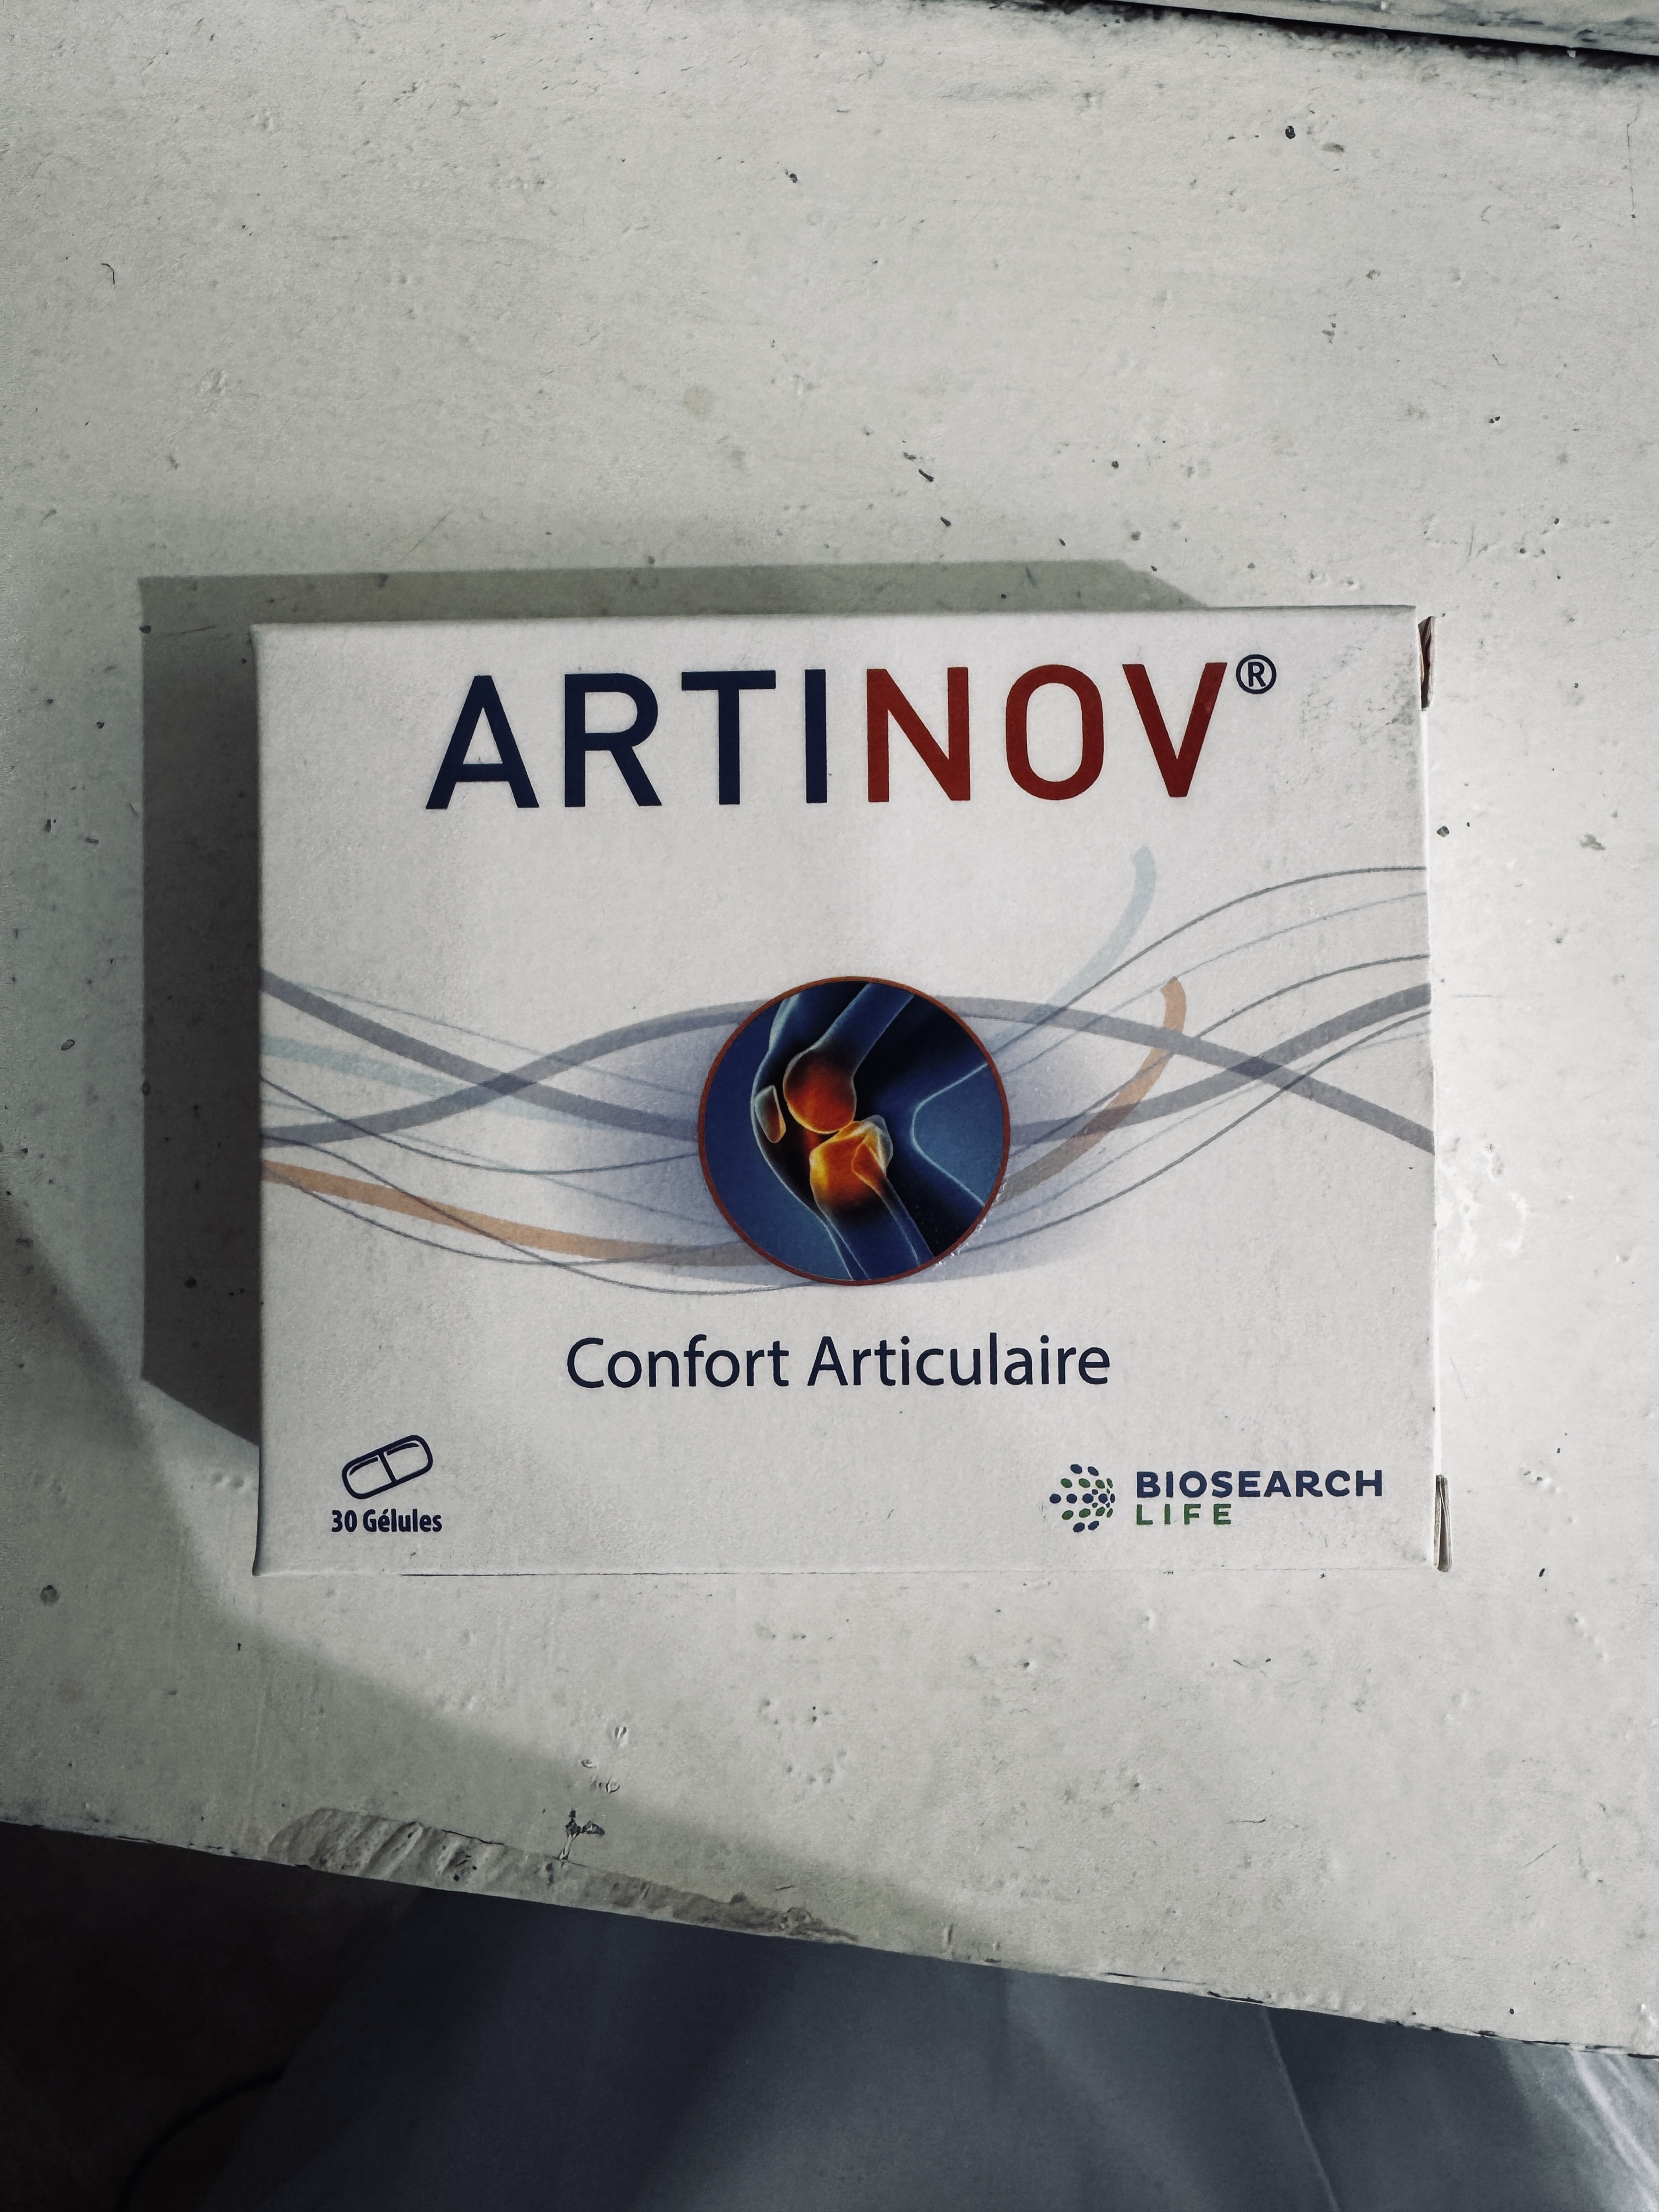 ARTINOV®
Confort Articulaire
30 Gélules
BIOSEARCH
LIFE